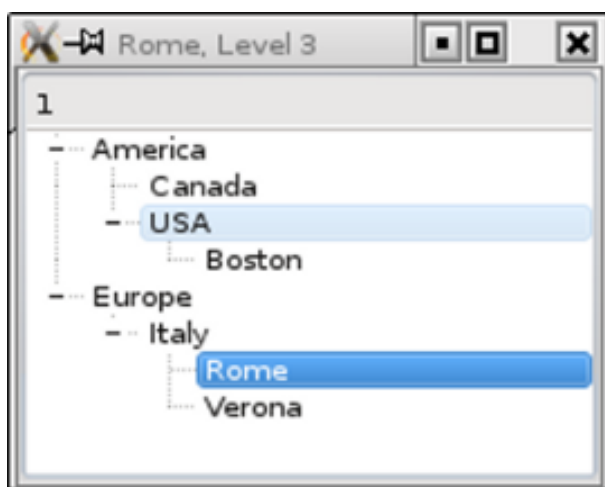 Rome, Level 3
1
America
Canada
USA
Boston
Europe
Italy
Rome
Verona